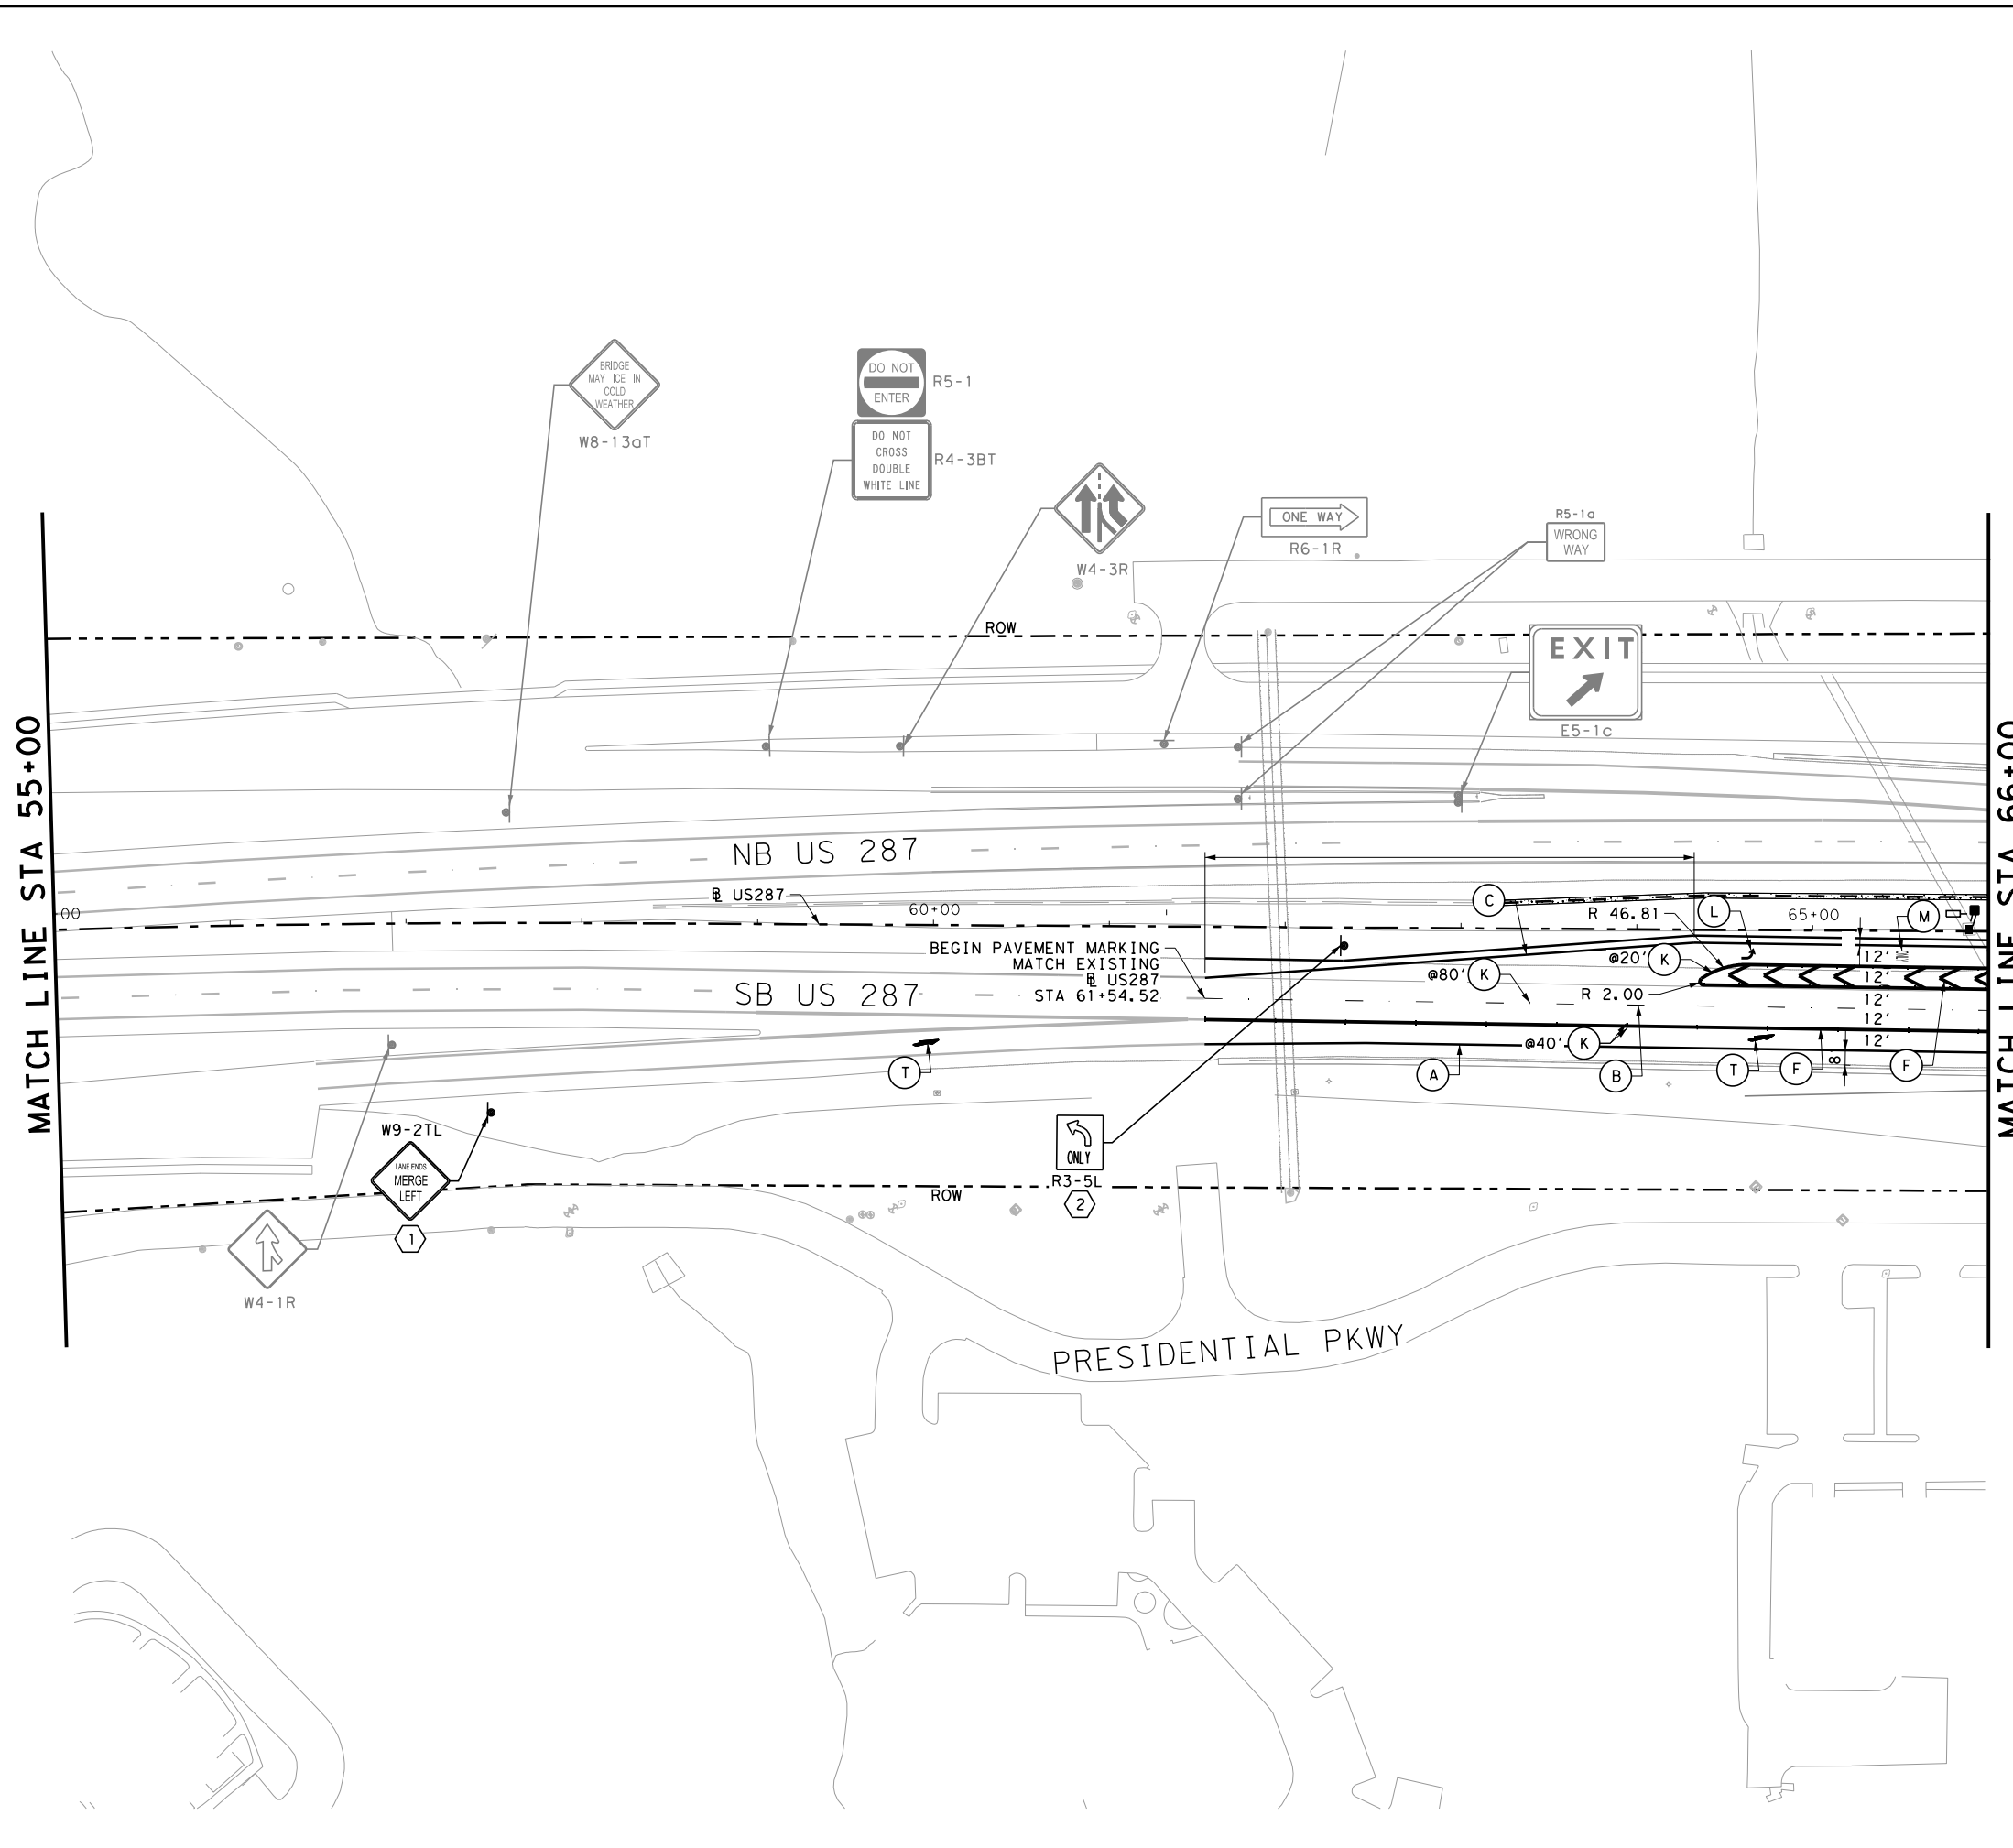 BRIDGE
MAY ICE IN
COLD
WEATHER
W8-13aT
DO NOT
ENTER
R5-1
DO NOT
CROSS
DOUBLE
WHITE LINE
R4-3BT
W4-3R
ONE WAY
R6-1R
R5-1a
WRONG
WAY
EXIT
E5-1c
ROW
MATCH LINE STA 55+00
MATCH LINE STA 66+00
NB US 287
B US287
60+00
65+00
C
R 46.81
L
M
BEGIN PAVEMENT MARKING
MATCH EXISTING
B US287
STA 61+54.52
@80' K
@20' K
R 2.00
12'
12'
12'
12'
12'
8'
SB US 287
@40' K
T
A
B
T
F
F
W9-2TL
LANE ENDS
MERGE
LEFT
1
ONLY
R3-5L
2
ROW
W4-1R
PRESIDENTIAL PKWY